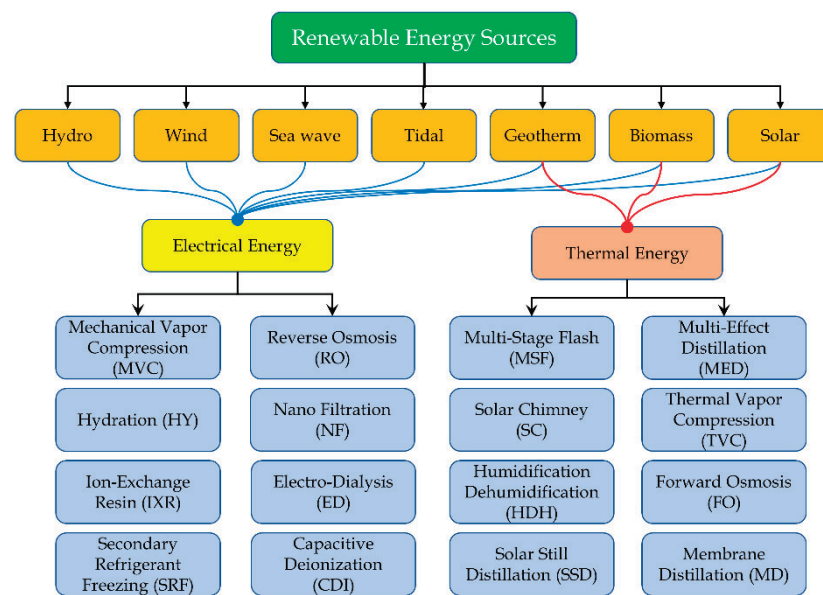 Renewable Energy Sources
Hydro
Wind
Sea wave
Tidal
Geotherm
Biomass
Solar
Electrical Energy
Thermal Energy
Mechanical Vapor
Compression
(MVC)
Reverse Osmosis
(RO)
Multi-Stage Flash
(MSF)
Multi-Effect
Distillation
(MED)
Hydration (HY)
Nano Filtration
(NF)
Solar Chimney
(SC)
Thermal Vapor
Compression
(TVC)
Ion-Exchange
Resin (IXR)
Electro-Dialysis
(ED)
Humidification
Dehumidification
(HDH)
Forward Osmosis
(FO)
Secondary
Refrigerant
Freezing (SRF)
Capacitive
Deionization
(CDI)
Solar Still
Distillation (SSD)
Membrane
Distillation (MD)